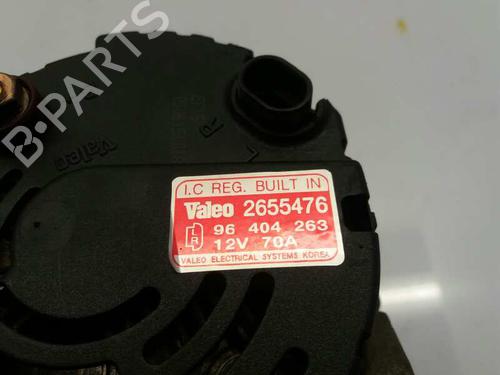 B-PARTS
Valeo
R
L
I.C REG. BUILT IN
Valeo 2655476
L R 96 404 263
12V 70A
VALEO ELECTRICAL SYSTEMS KOREA